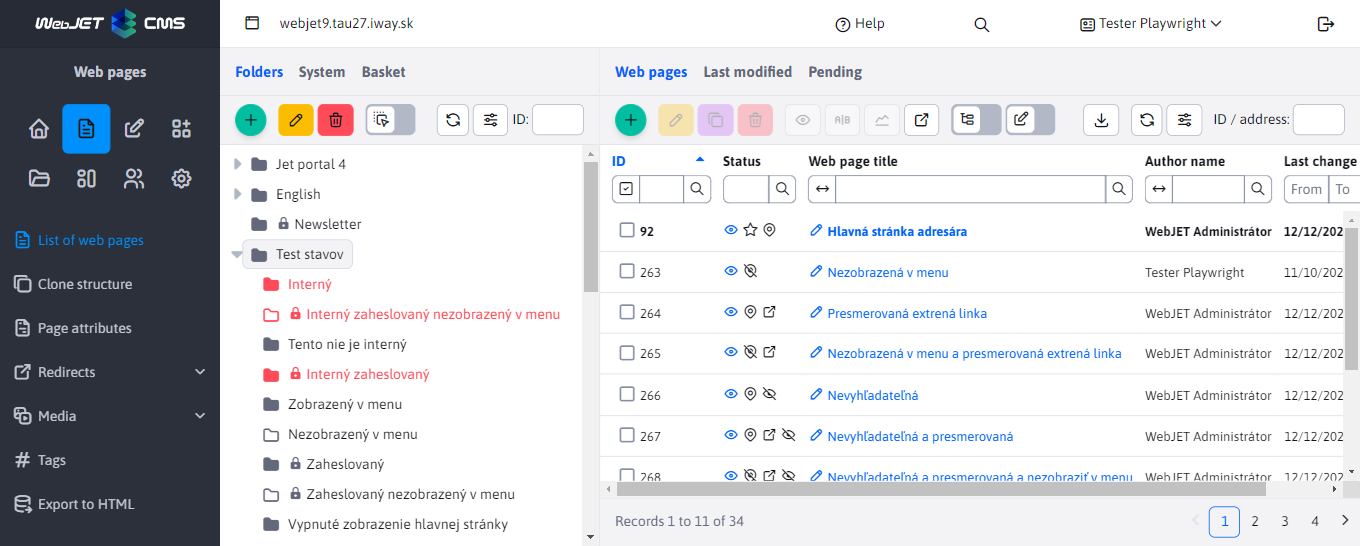 WebJET CMS
webjet9.tau27.iway.sk
Help
Tester Playwright
Web pages
List of web pages
Clone structure
Page attributes
Redirects
Media
Tags
Export to HTML
Folders System Basket
ID:
Jet portal 4
English
Newsletter
Test stavov
Interný
Interný zaheslovaný nezobrazený v menu
Tento nie je interný
Interný zaheslovaný
Zobrazený v menu
Nezobrazený v menu
Zaheslovaný
Zaheslovaný nezobrazený v menu
Vypnuté zobrazenie hlavnej stránky
Web pages Last modified Pending
A|B ID / address:
ID Status Web page title Author name Last change
From To
92 Hlavná stránka adresára WebJET Administrátor 12/12/202
263 Nezobrazená v menu Tester Playwright 11/10/202
264 Presmerovaná extrená linka WebJET Administrátor 12/12/202
265 Nezobrazená v menu a presmerovaná extrená linka WebJET Administrátor 12/12/202
266 Nevyhľadateľná WebJET Administrátor 12/12/202
267 Nevyhľadateľná a presmerovaná WebJET Administrátor 12/12/202
268 Nevyhľadateľná a presmerovaná a nezobraziť v menu WebJET Administrátor 12/12/202
Records 1 to 11 of 34
1 2 3 4